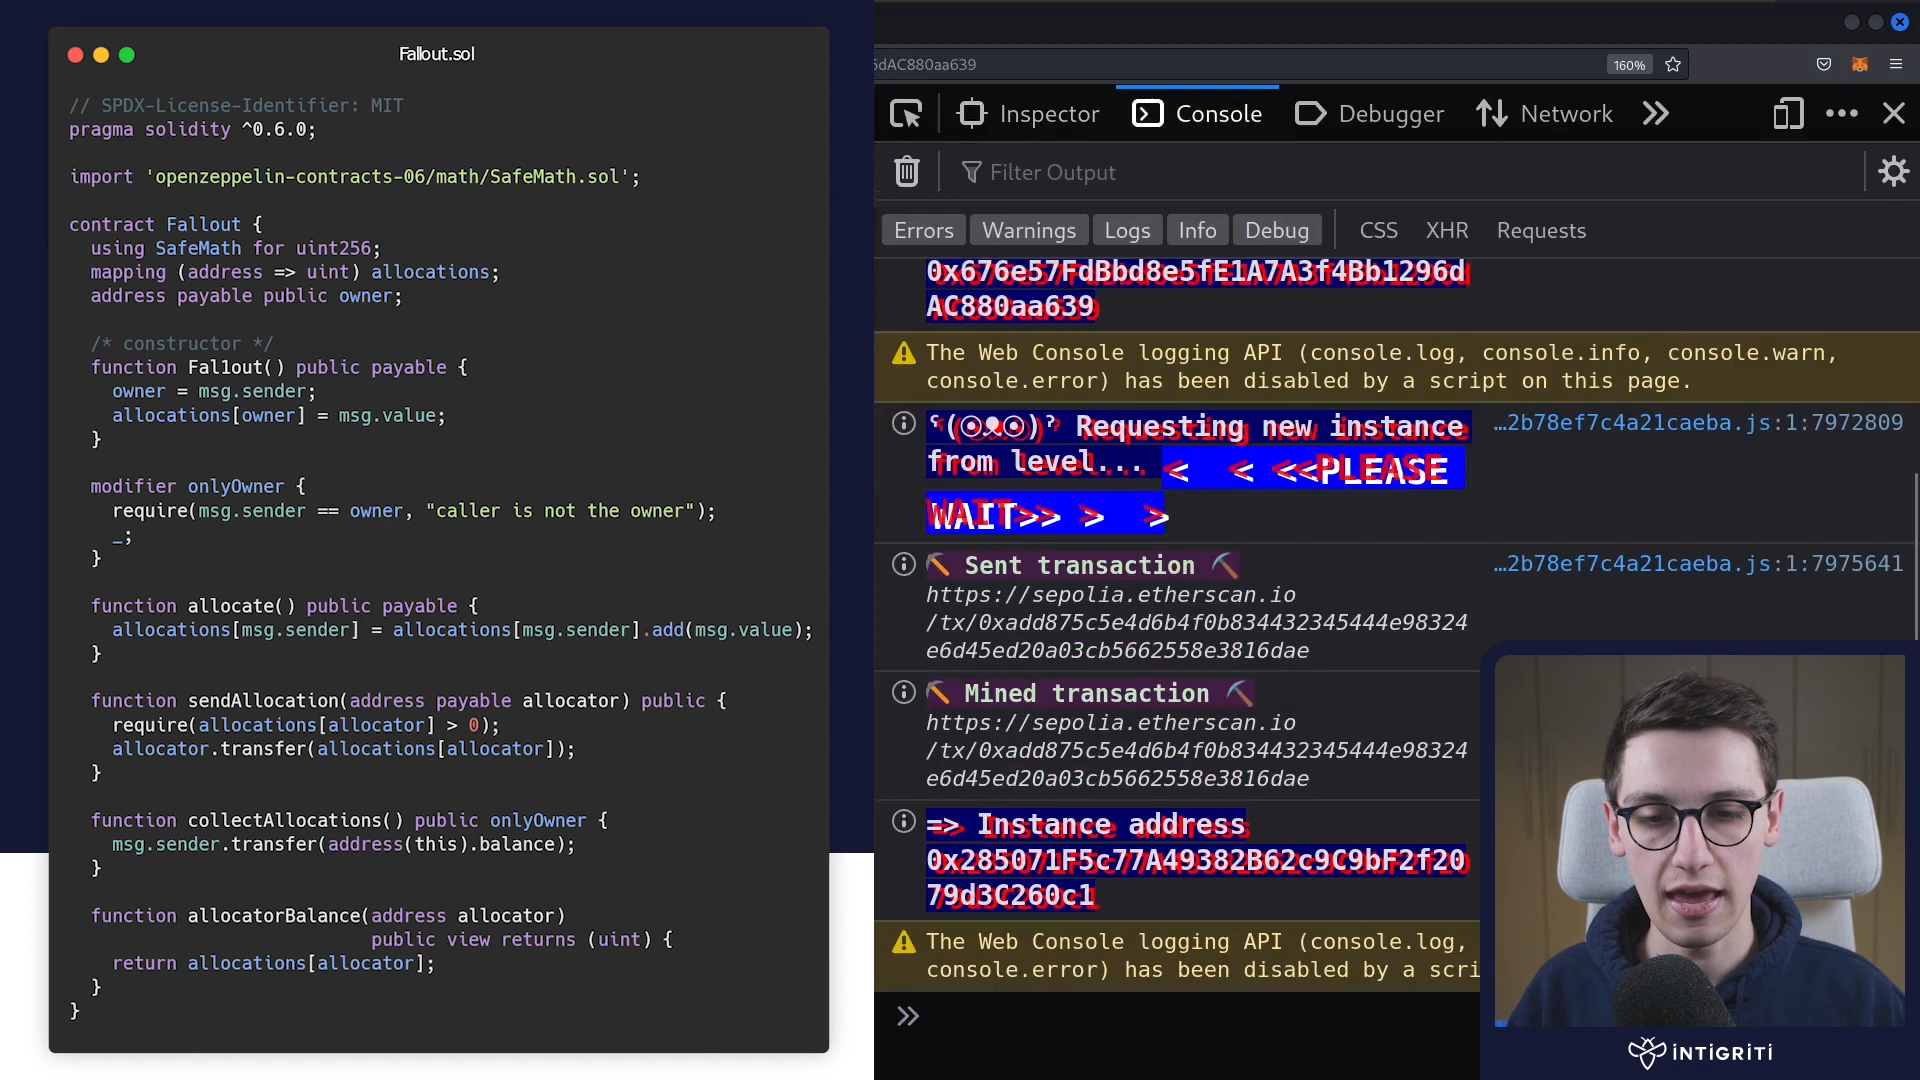 Fallout.sol
// SPDX-License-Identifier: MIT
pragma solidity ^0.6.0;
import 'openzeppelin-contracts-06/math/SafeMath.sol';
contract Fallout {
using SafeMath for uint256;
mapping (address => uint) allocations;
address payable public owner;
/* constructor */
function Fal1out() public payable {
owner = msg.sender;
allocations[owner] = msg.value;
}
modifier onlyOwner {
require(msg.sender == owner, "caller is not the owner");
_;
}
function allocate() public payable {
allocations[msg.sender] = allocations[msg.sender].add(msg.value);
}
function sendAllocation(address payable allocator) public {
require(allocations[allocator] > 0);
allocator.transfer(allocations[allocator]);
}
function collectAllocations() public onlyOwner {
msg.sender.transfer(address(this).balance);
}
function allocatorBalance(address allocator)
public view returns (uint) {
return allocations[allocator];
}
}
6dAC880aa639
160%
Inspector Console Debugger Network
Filter Output
Errors Warnings Logs Info Debug CSS XHR Requests
0x676e57FdBbd8e5fE1A7A3f4Bb1296d
AC880aa639
The Web Console logging API (console.log, console.info, console.warn,
console.error) has been disabled by a script on this page.
ʕ(⊙ᴥ⊙)ʔ Requesting new instance …2b78ef7c4a21caeba.js:1:7972809
from level... < < <<PLEASE
WAIT>> > >
Sent transaction …2b78ef7c4a21caeba.js:1:7975641
https://sepolia.etherscan.io
/tx/0xadd875c5e4d6b4f0b834432345444e98324
e6d45ed20a03cb5662558e3816dae
Mined transaction
https://sepolia.etherscan.io
/tx/0xadd875c5e4d6b4f0b834432345444e98324
e6d45ed20a03cb5662558e3816dae
=> Instance address
0x285071F5c77A49382B62c9C9bF2f20
79d3C260c1
The Web Console logging API (console.log,
console.error) has been disabled by a scri
>>
INTIGRITI